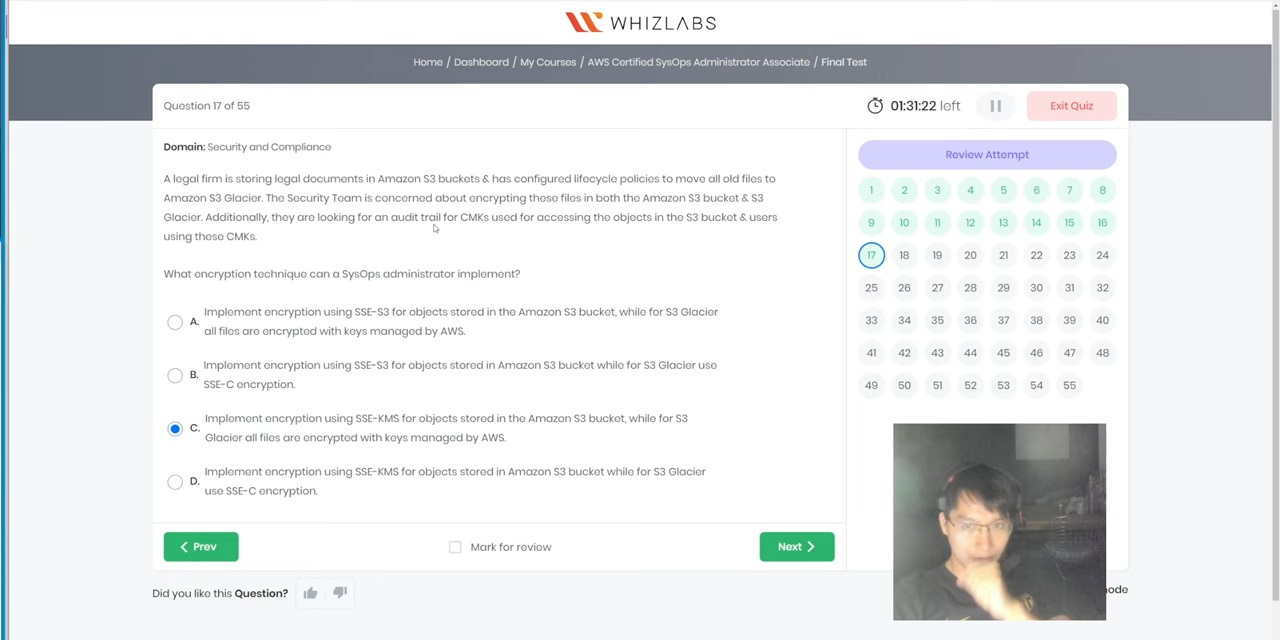 WHIZLABS
Home / Dashboard / My Courses / AWS Certified SysOps Administrator Associate / Final Test
Question 17 of 55
01:31:22 left
Exit Quiz
Domain: Security and Compliance
A legal firm is storing legal documents in Amazon S3 buckets & has configured lifecycle policies to move all old files to
Amazon S3 Glacier. The Security Team is concerned about encrypting these files in both the Amazon S3 bucket & S3
Glacier. Additionally, they are looking for an audit trail for CMKs used for accessing the objects in the S3 bucket & users
using these CMKs.
What encryption technique can a SysOps administrator implement?
A. Implement encryption using SSE-S3 for objects stored in the Amazon S3 bucket, while for S3 Glacier
all files are encrypted with keys managed by AWS.
B. Implement encryption using SSE-S3 for objects stored in Amazon S3 bucket while for S3 Glacier use
SSE-C encryption.
C. Implement encryption using SSE-KMS for objects stored in the Amazon S3 bucket, while for S3
Glacier all files are encrypted with keys managed by AWS.
D. Implement encryption using SSE-KMS for objects stored in Amazon S3 bucket while for S3 Glacier
use SSE-C encryption.
Prev
Mark for review
Next
Did you like this Question?
Review Attempt
1 2 3 4 5 6 7 8
9 10 11 12 13 14 15 16
17 18 19 20 21 22 23 24
25 26 27 28 29 30 31 32
33 34 35 36 37 38 39 40
41 42 43 44 45 46 47 48
49 50 51 52 53 54 55